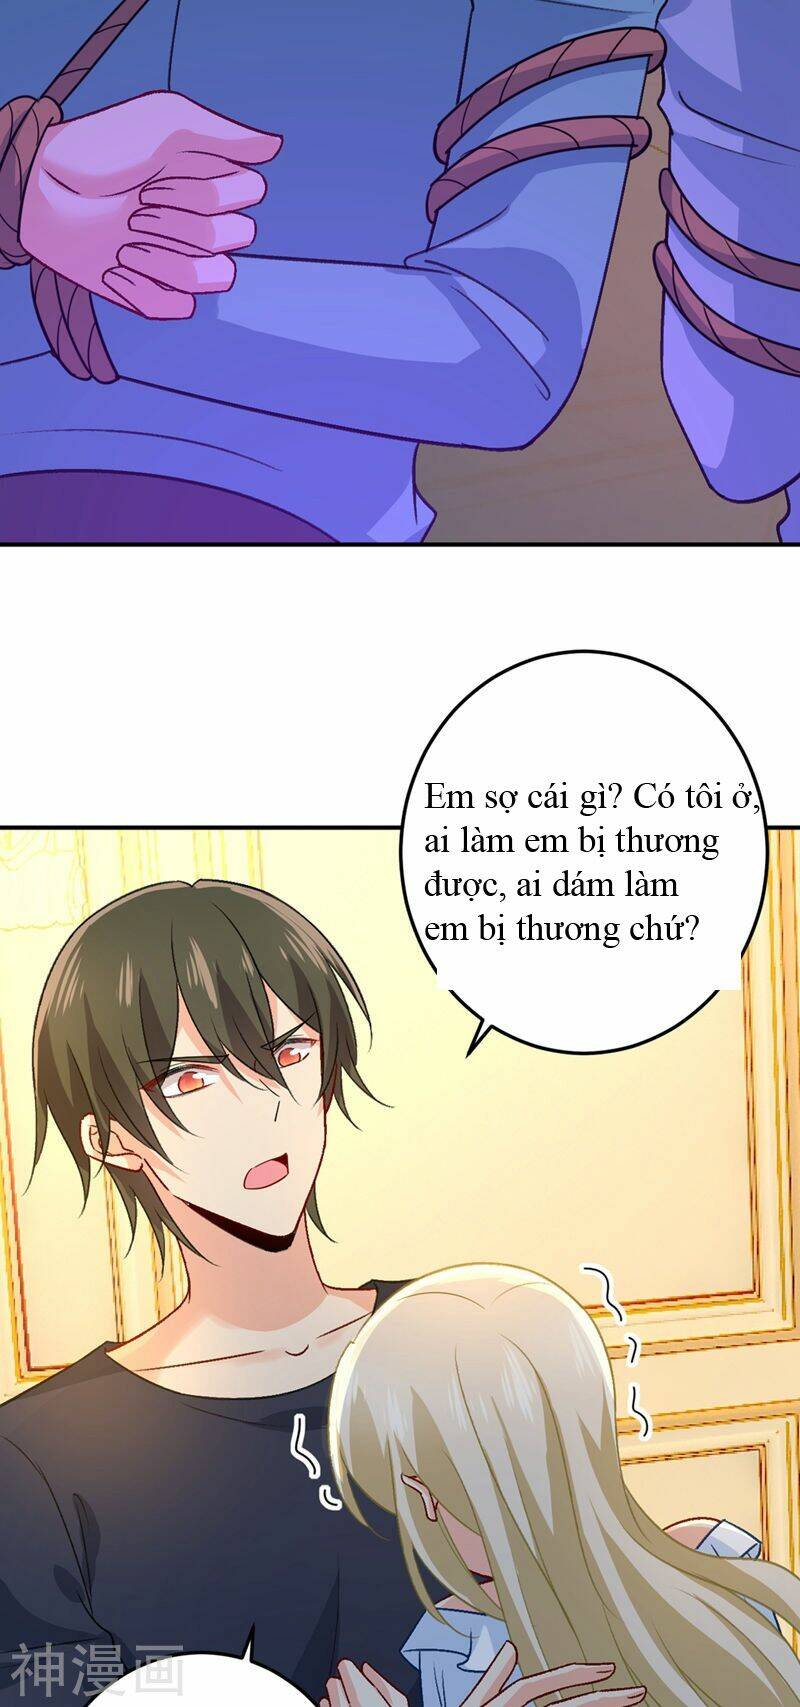 Em sợ cái gì? Có tôi ở,
ai làm em bị thương
được, ai dám làm
em bị thương chứ?
神漫画